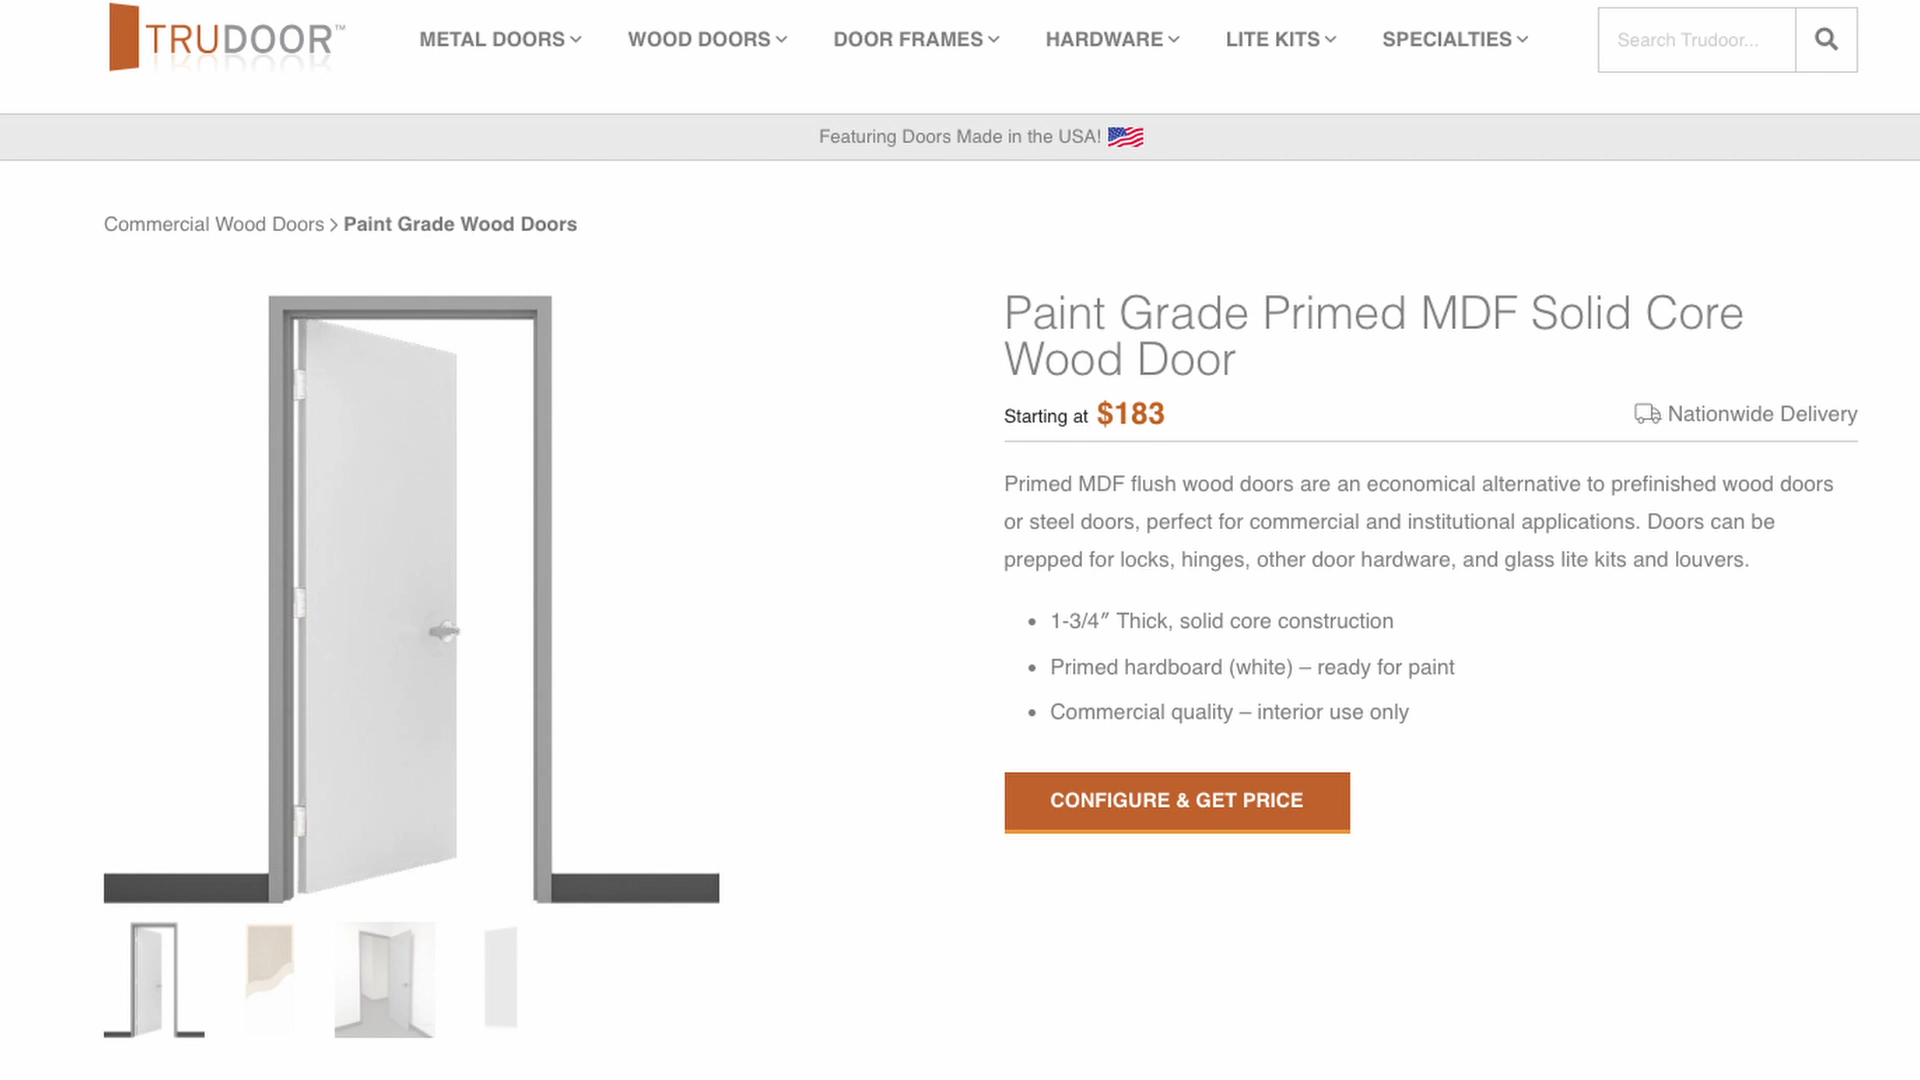 TRUDOOR™
METAL DOORS
WOOD DOORS
DOOR FRAMES
HARDWARE
LITE KITS
SPECIALTIES
Search Trudoor...
Featuring Doors Made in the USA!
Commercial Wood Doors > Paint Grade Wood Doors
Paint Grade Primed MDF Solid Core
Wood Door
Starting at $183
Nationwide Delivery
Primed MDF flush wood doors are an economical alternative to prefinished wood doors
or steel doors, perfect for commercial and institutional applications. Doors can be
prepped for locks, hinges, other door hardware, and glass lite kits and louvers.
• 1-3/4″ Thick, solid core construction
• Primed hardboard (white) – ready for paint
• Commercial quality – interior use only
CONFIGURE & GET PRICE